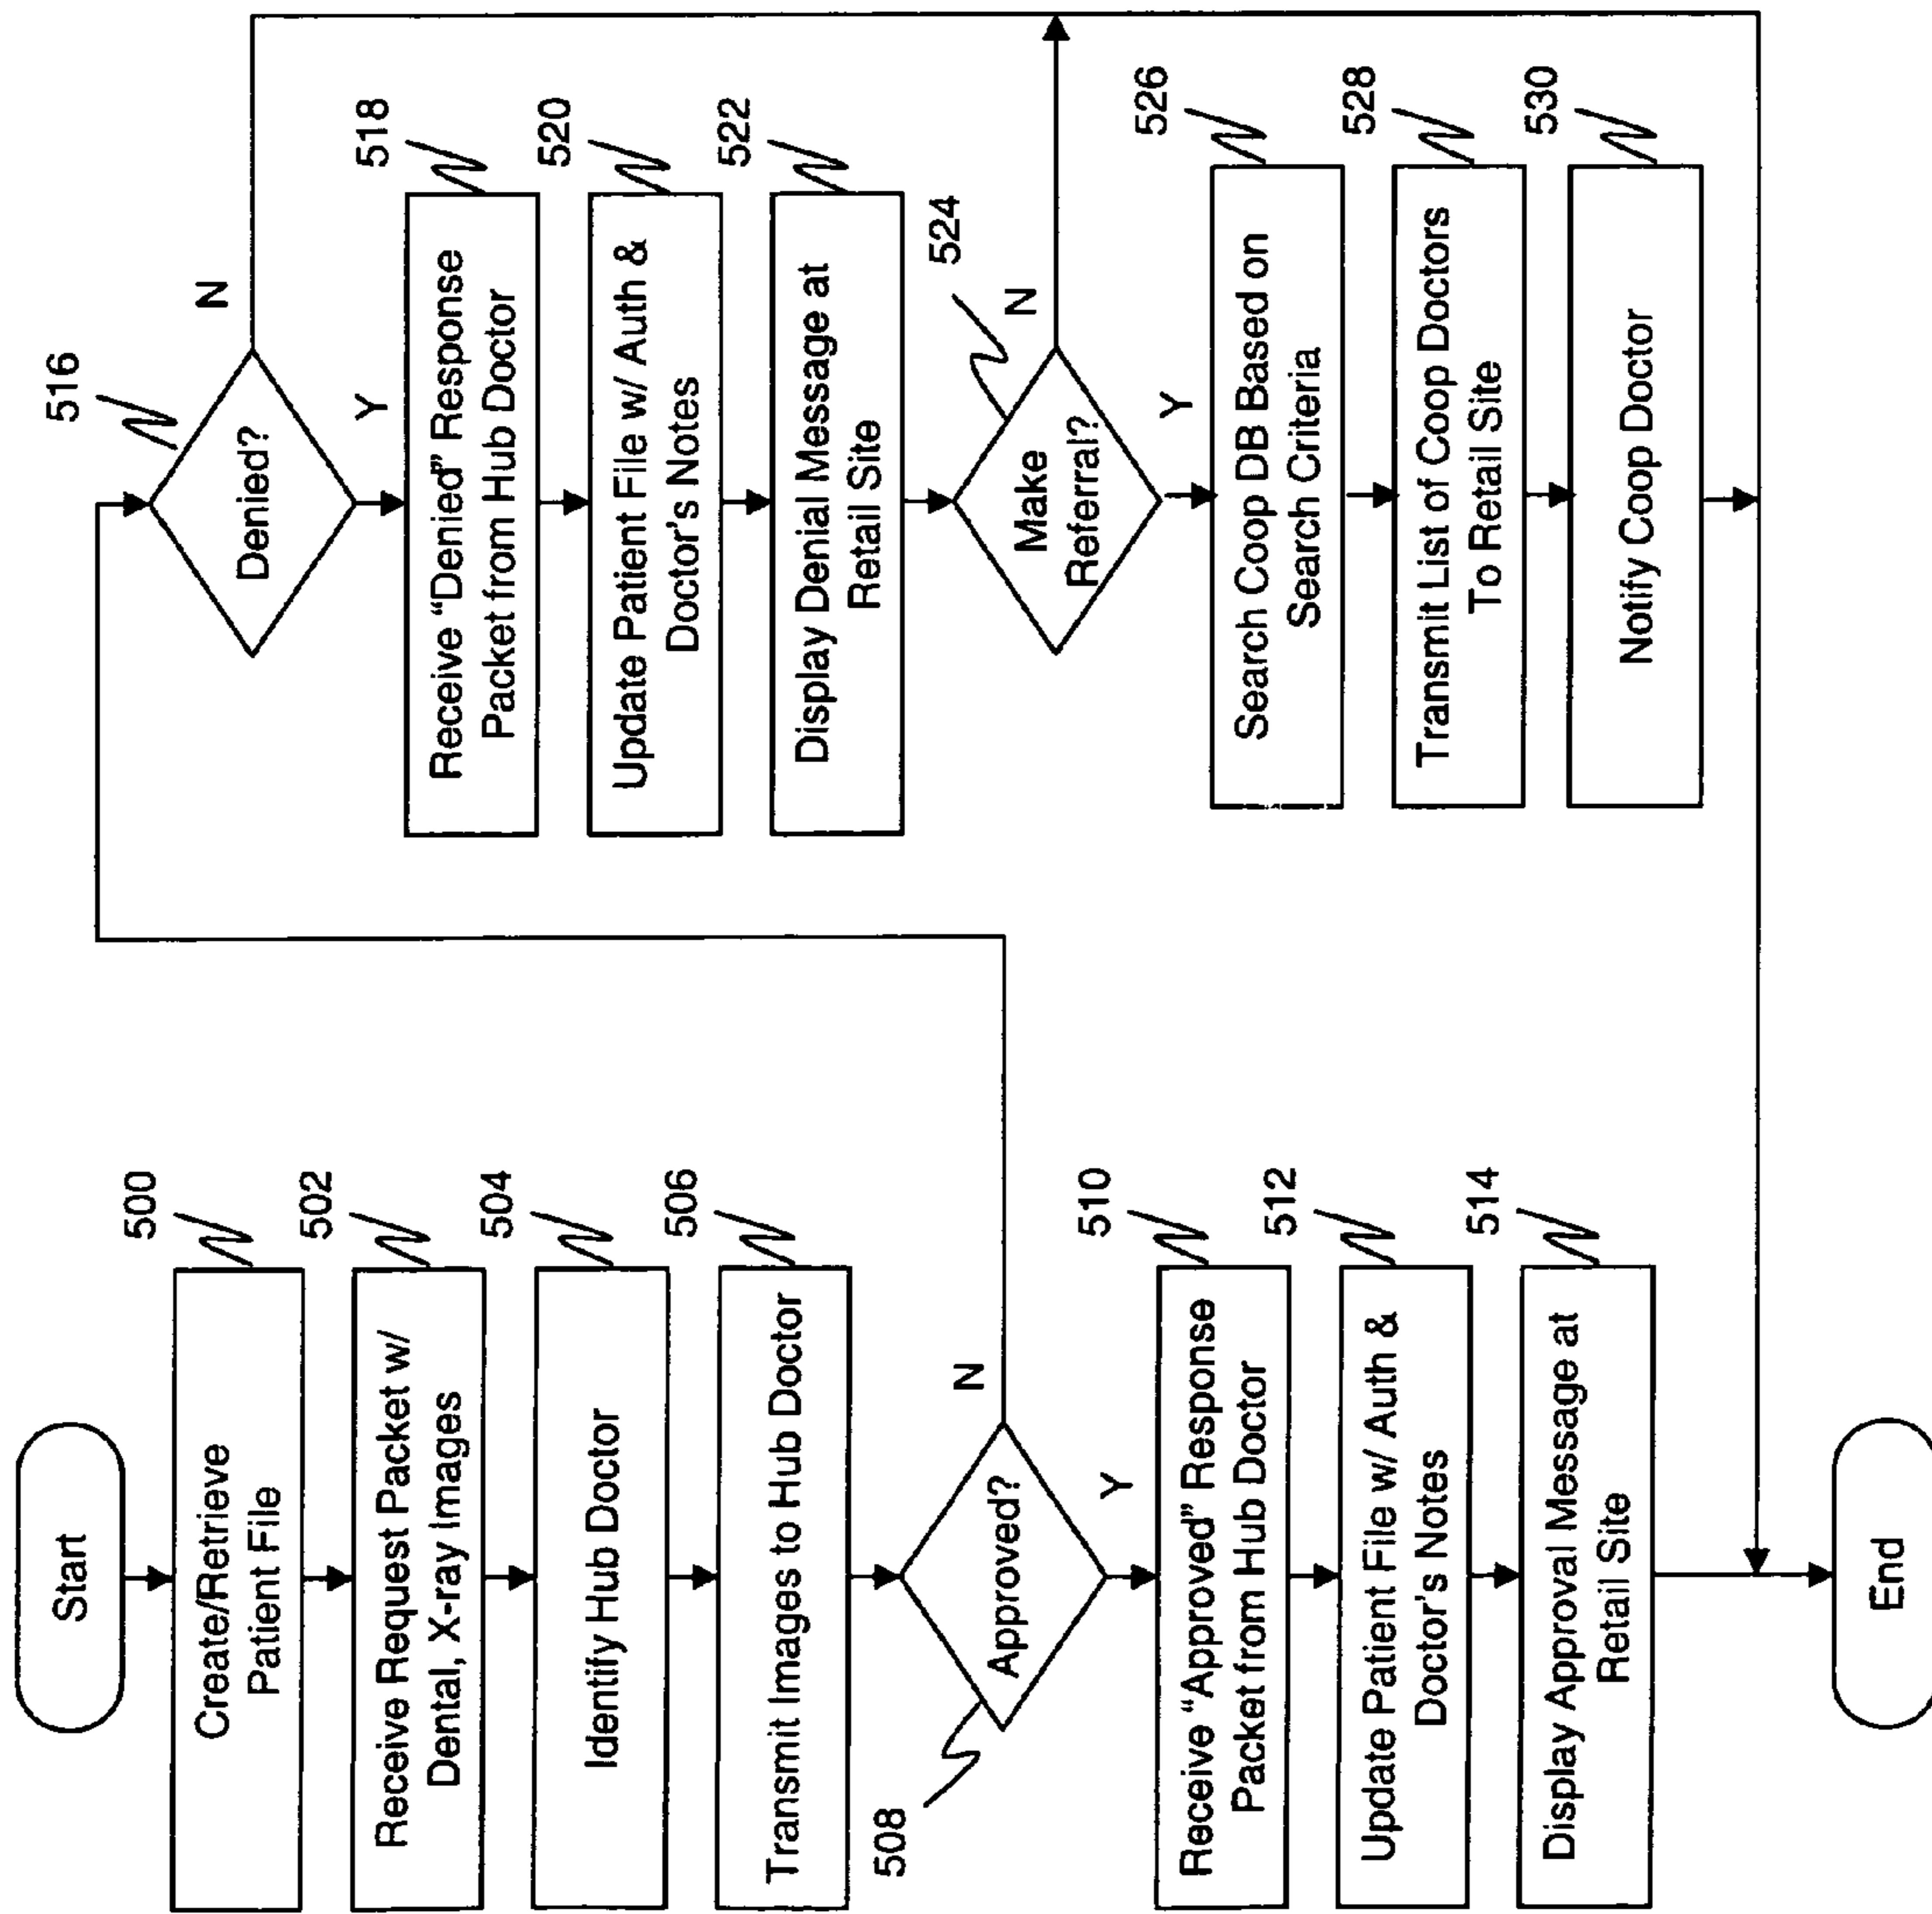 Start
500
Create/Retrieve
Patient File
502
Receive Request Packet w/
Dental, X-ray Images
504
Identify Hub Doctor
506
Transmit Images to Hub Doctor
508
Approved?
N
Y
510
Receive “Approved” Response
Packet from Hub Doctor
512
Update Patient File w/ Auth &
Doctor's Notes
514
Display Approval Message at
Retail Site
End
516
Denied?
N
Y
518
Receive “Denied” Response
Packet from Hub Doctor
520
Update Patient File w/ Auth &
Doctor's Notes
522
Display Denial Message at
Retail Site
524
Make
Referral?
N
Y
526
Search Coop DB Based on
Search Criteria
528
Transmit List of Coop Doctors
To Retail Site
530
Notify Coop Doctor